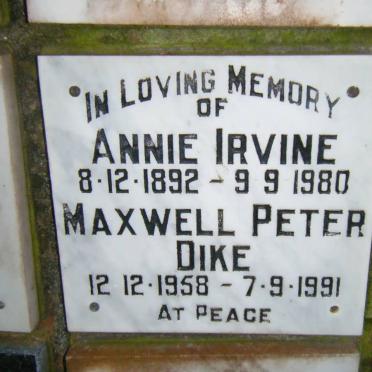 IN LOVING MEMORY
OF
ANNIE IRVINE
8·12·1892 - 9 9 1980
MAXWELL PETER
DIKE
12 12·1958 - 7·9·1991
AT PEACE